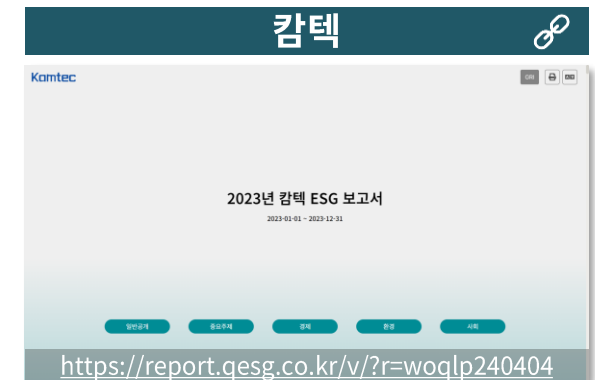 캄텍
Kamtec
GRI
2023년 캄텍 ESG 보고서
2023-01-01 ~ 2023-12-31
일반공개 중요주제 경제 환경 사회
https://report.qesg.co.kr/v/?r=woqlp240404